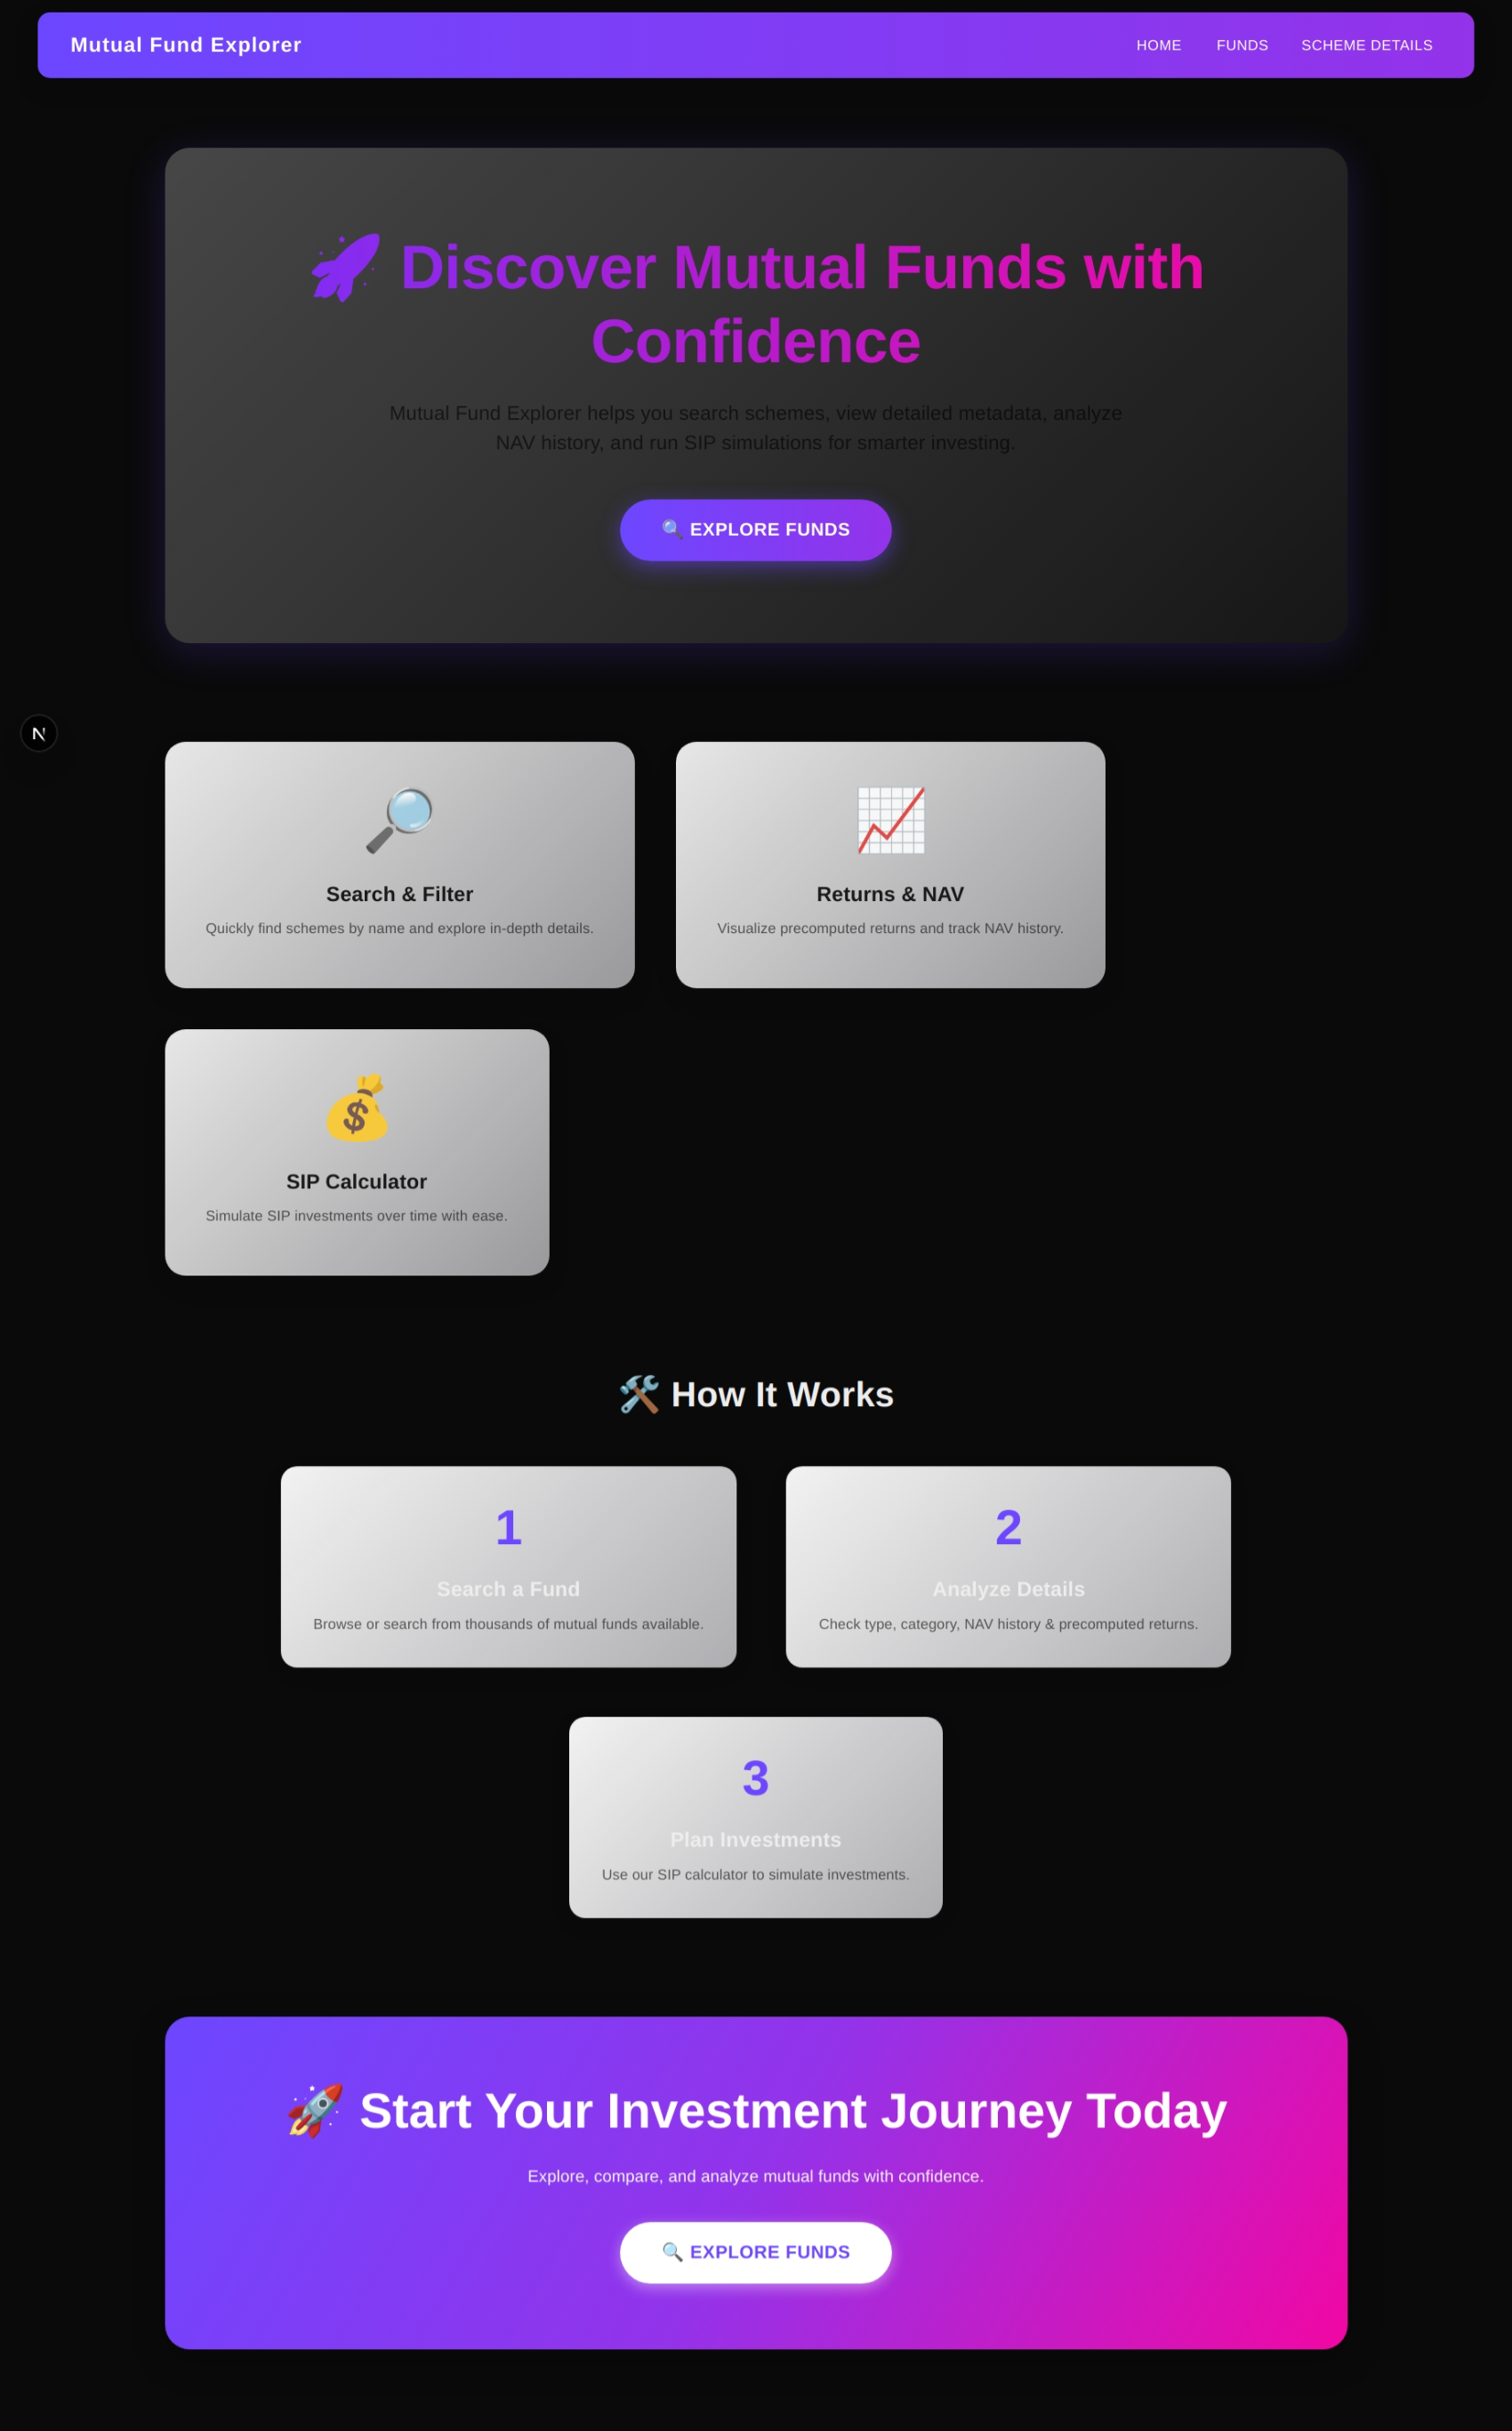 Mutual Fund Explorer
HOME FUNDS SCHEME DETAILS
🚀 Discover Mutual Funds with
Confidence
Mutual Fund Explorer helps you search schemes, view detailed metadata, analyze
NAV history, and run SIP simulations for smarter investing.
🔍 EXPLORE FUNDS
N
Search & Filter
Quickly find schemes by name and explore in-depth details.
Returns & NAV
Visualize precomputed returns and track NAV history.
SIP Calculator
Simulate SIP investments over time with ease.
🛠️ How It Works
1
Search a Fund
Browse or search from thousands of mutual funds available.
2
Analyze Details
Check type, category, NAV history & precomputed returns.
3
Plan Investments
Use our SIP calculator to simulate investments.
🚀 Start Your Investment Journey Today
Explore, compare, and analyze mutual funds with confidence.
🔍 EXPLORE FUNDS